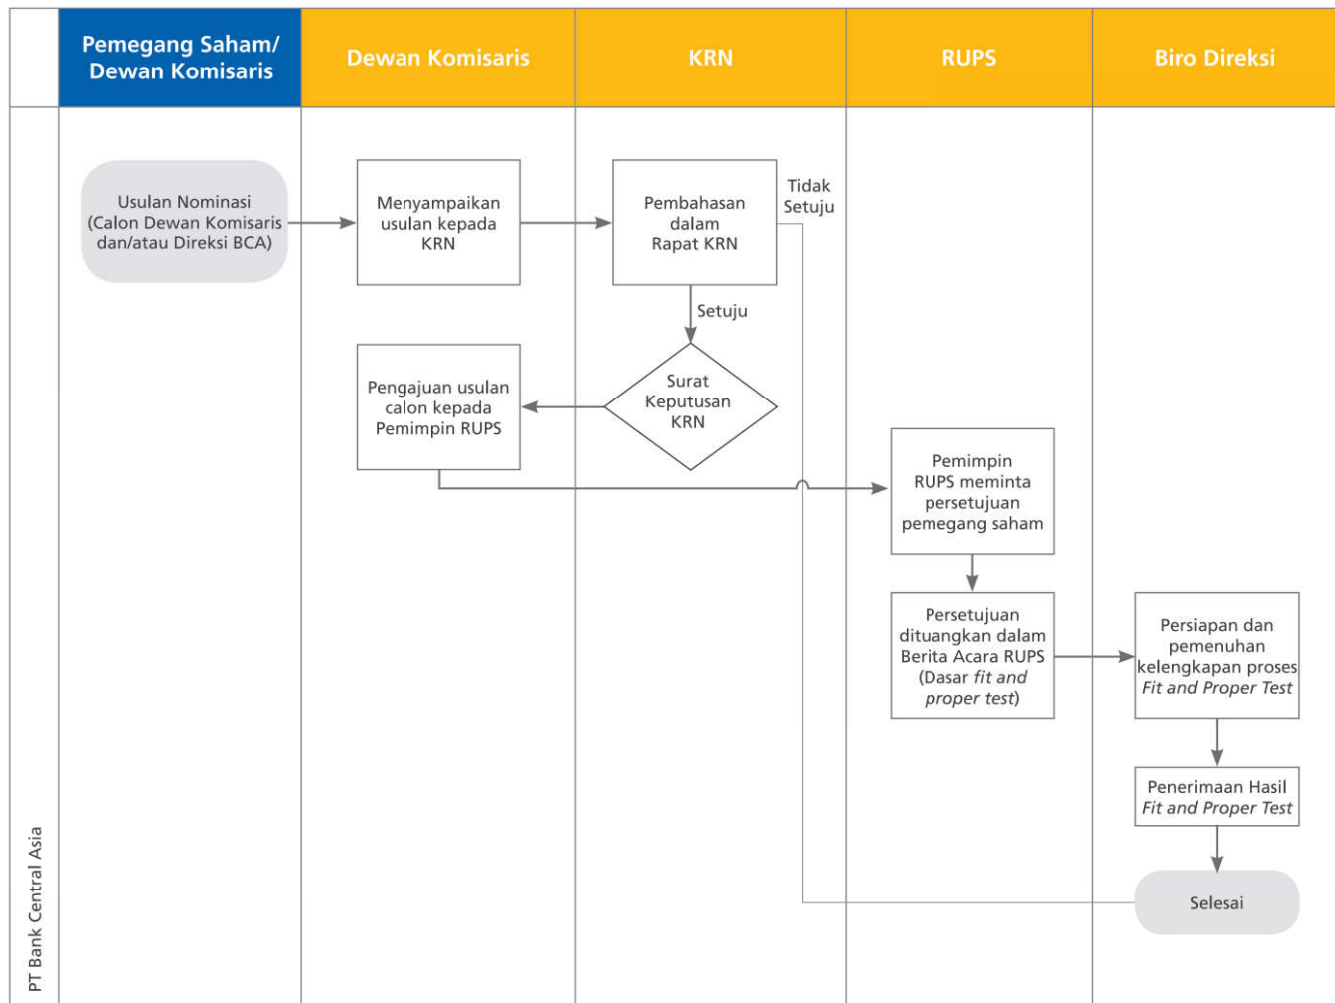 Pemegang Saham/
Dewan Komisaris
Dewan Komisaris
KRN
RUPS
Biro Direksi
Usulan Nominasi
(Calon Dewan Komisaris
dan/atau Direksi BCA)
Menyampaikan
usulan kepada
KRN
Pembahasan
dalam
Rapat KRN
Tidak
Setuju
Setuju
Surat
Keputusan
KRN
Pengajuan usulan
calon kepada
Pemimpin RUPS
Pemimpin
RUPS meminta
persetujuan
pemegang saham
Persetujuan
dituangkan dalam
Berita Acara RUPS
(Dasar fit and
proper test)
Persiapan dan
pemenuhan
kelengkapan proses
Fit and Proper Test
Penerimaan Hasil
Fit and Proper Test
Selesai
PT Bank Central Asia